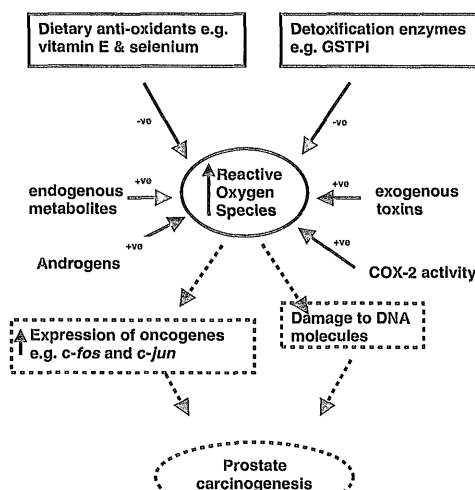 Dietary anti-oxidants e.g.
vitamin E & selenium
Detoxification enzymes
e.g. GSTPi
-ve
-ve
Reactive
Oxygen
Species
endogenous
metabolites
+ve
+ve
exogenous
toxins
Androgens
+ve
+ve
COX-2 activity
Expression of oncogenes
e.g. c-fos and c-jun
Damage to DNA
molecules
Prostate
carcinogenesis